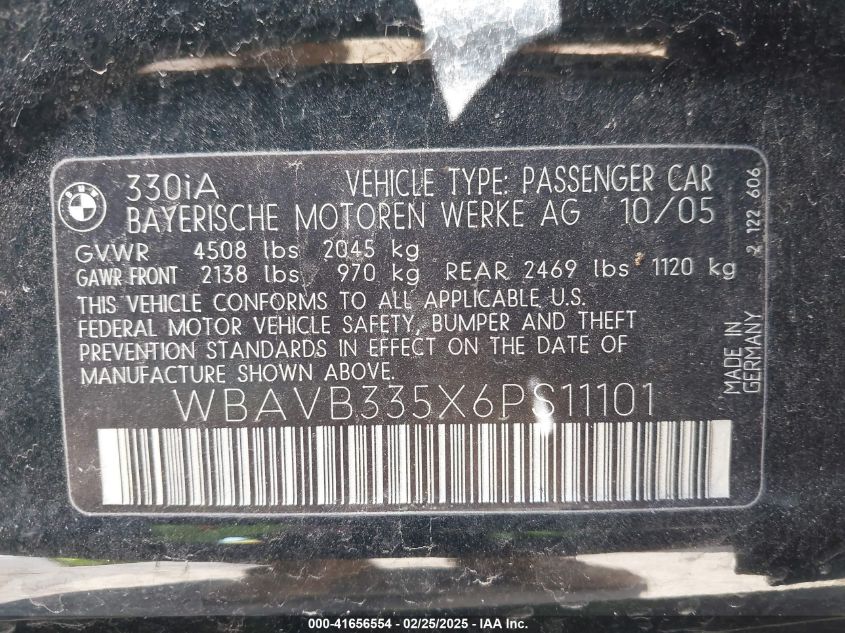 BMW
330iA VEHICLE TYPE: PASSENGER CAR
BAYERISCHE MOTOREN WERKE AG 10/05
GVWR 4508 lbs 2045 kg
GAWR FRONT 2138 lbs 970 kg REAR 2469 lbs 1120 kg
THIS VEHICLE CONFORMS TO ALL APPLICABLE U.S.
FEDERAL MOTOR VEHICLE SAFETY, BUMPER AND THEFT
PREVENTION STANDARDS IN EFFECT ON THE DATE OF
MANUFACTURE SHOWN ABOVE.
WBAVB335X6PS11101
2 122 606
MADE IN
GERMANY
000-41656554 - 02/25/2025 - IAA Inc.